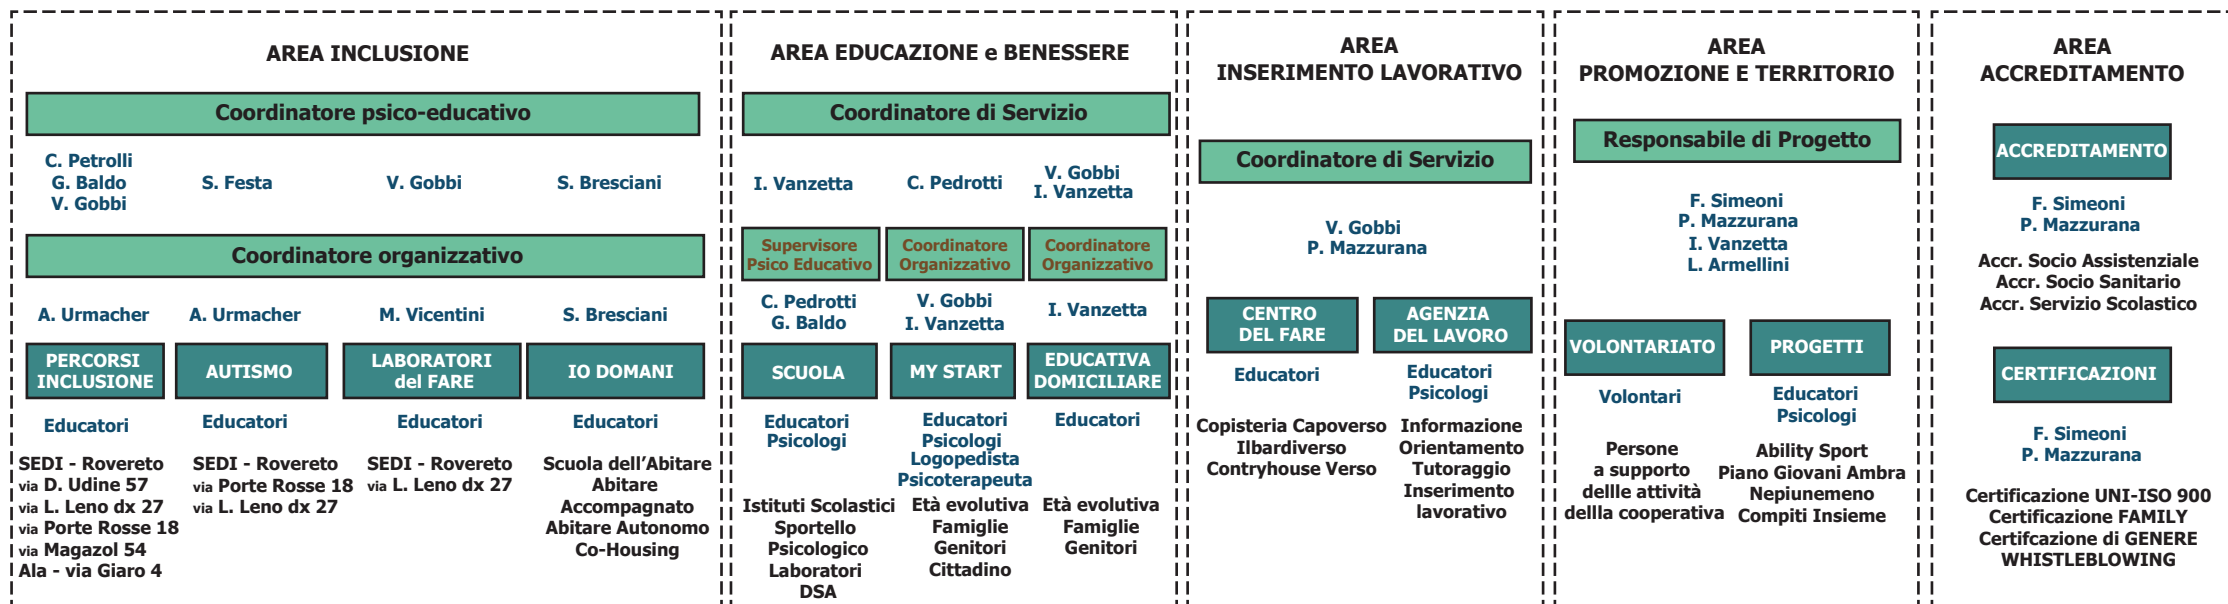 AREA INCLUSIONE
Coordinatore psico-educativo
C. Petrolli
G. Baldo
V. Gobbi
S. Festa
V. Gobbi
S. Bresciani
Coordinatore organizzativo
A. Urmacher
A. Urmacher
M. Vicentini
S. Bresciani
PERCORSI
INCLUSIONE
Educatori
SEDI - Rovereto
via D. Udine 57
via L. Leno dx 27
via Porte Rosse 18
via Magazol 54
Ala - via Giaro 4
AUTISMO
Educatori
SEDI - Rovereto
via Porte Rosse 18
via L. Leno dx 27
LABORATORI
del FARE
Educatori
SEDI - Rovereto
via L. Leno dx 27
IO DOMANI
Educatori
Scuola dell'Abitare
Abitare
Accompagnato
Abitare Autonomo
Co-Housing
AREA EDUCAZIONE e BENESSERE
Coordinatore di Servizio
I. Vanzetta
C. Pedrotti
V. Gobbi
I. Vanzetta
Supervisore
Psico Educativo
Coordinatore
Organizzativo
Coordinatore
Organizzativo
C. Pedrotti
G. Baldo
V. Gobbi
I. Vanzetta
I. Vanzetta
SCUOLA
Educatori
Psicologi
Istituti Scolastici
Sportello
Psicologico
Laboratori
DSA
MY START
Educatori
Psicologi
Logopedista
Psicoterapeuta
Età evolutiva
Famiglie
Genitori
Cittadino
EDUCATIVA
DOMICILIARE
Educatori
Età evolutiva
Famiglie
Genitori
AREA
INSERIMENTO LAVORATIVO
Coordinatore di Servizio
V. Gobbi
P. Mazzurana
CENTRO
DEL FARE
Educatori
Copisteria Capoverso
Ilbardiverso
Contryhouse Verso
AGENZIA
DEL LAVORO
Educatori
Psicologi
Informazione
Orientamento
Tutoraggio
Inserimento
lavorativo
AREA
PROMOZIONE E TERRITORIO
Responsabile di Progetto
F. Simeoni
P. Mazzurana
I. Vanzetta
L. Armellini
VOLONTARIATO
Volontari
Persone
a supporto
dellle attività
dellla cooperativa
PROGETTI
Educatori
Psicologi
Ability Sport
Piano Giovani Ambra
Nepiunemeno
Compiti Insieme
AREA
ACCREDITAMENTO
ACCREDITAMENTO
F. Simeoni
P. Mazzurana
Accr. Socio Assistenziale
Accr. Socio Sanitario
Accr. Servizio Scolastico
CERTIFICAZIONI
F. Simeoni
P. Mazzurana
Certificazione UNI-ISO 900
Certificazione FAMILY
Certifcazione di GENERE
WHISTLEBLOWING